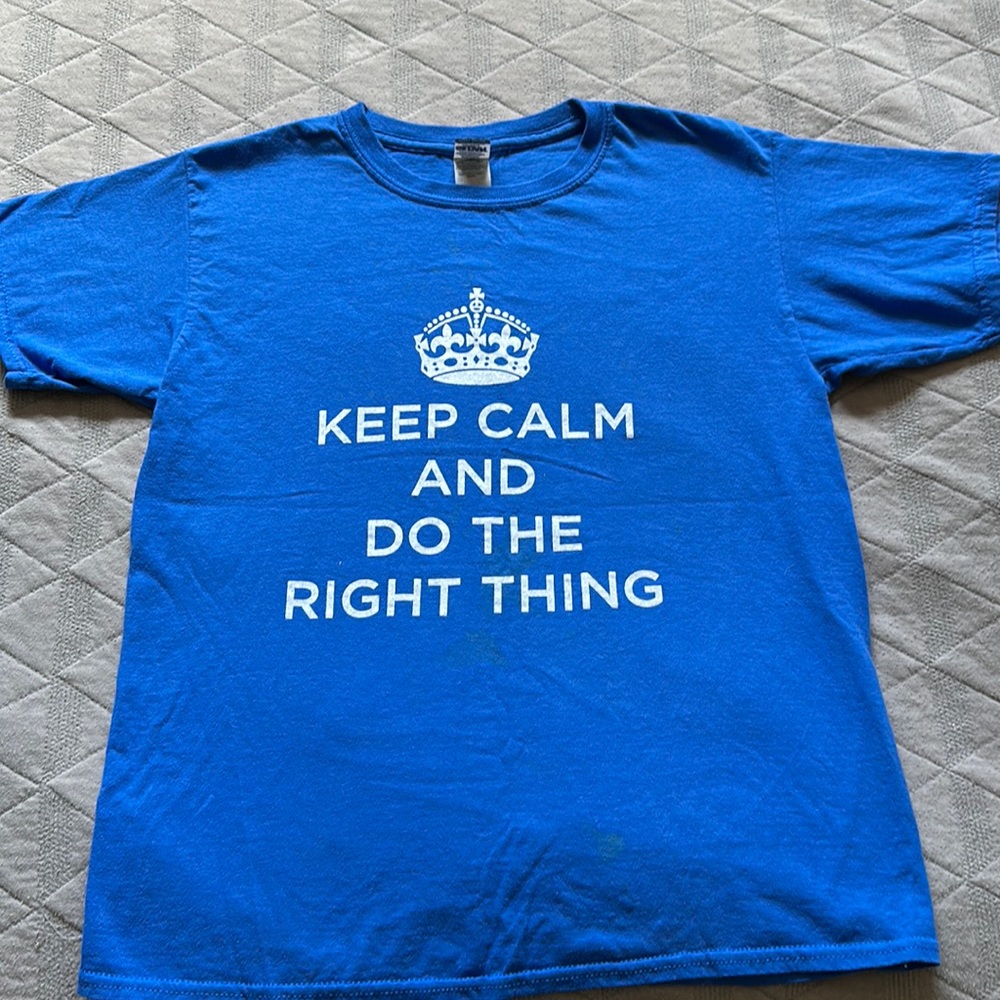 KEEP CALM
AND
DO THE
RIGHT THING